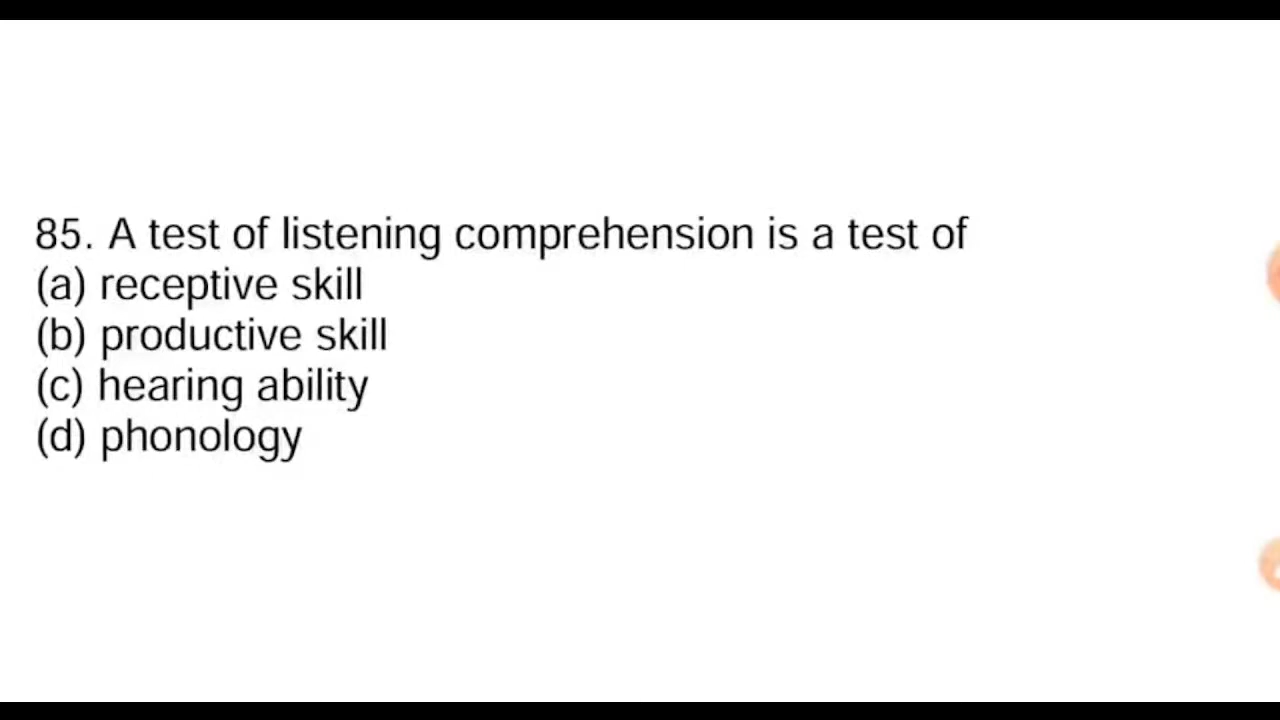 85. A test of listening comprehension is a test of
(a) receptive skill
(b) productive skill
(c) hearing ability
(d) phonology